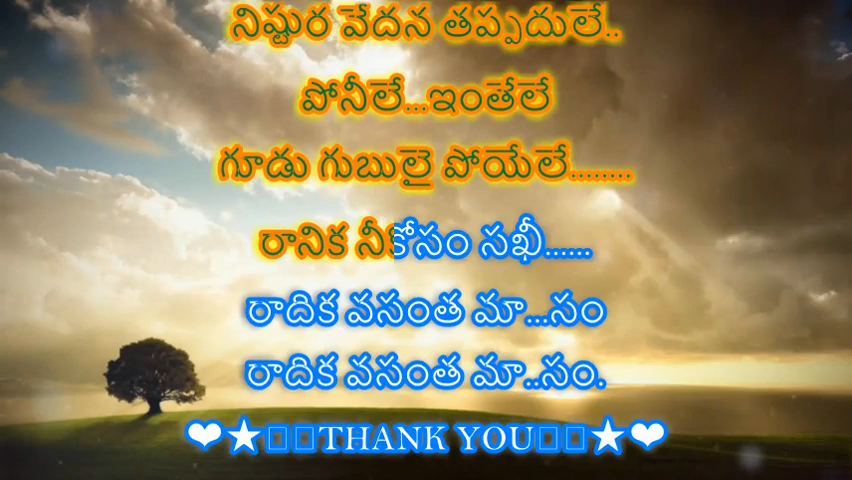 నిష్టుర వేదన తప్పదులే..
పోనీలే...ఇంతేలే
గూడు గుబులై పోయేలే........
రానిక నీకోసం సఖీ......
రాదిక వసంత మా...సం
రాదిక వసంత మా..సం.
❤★▯▯THANK YOU▯▯★❤